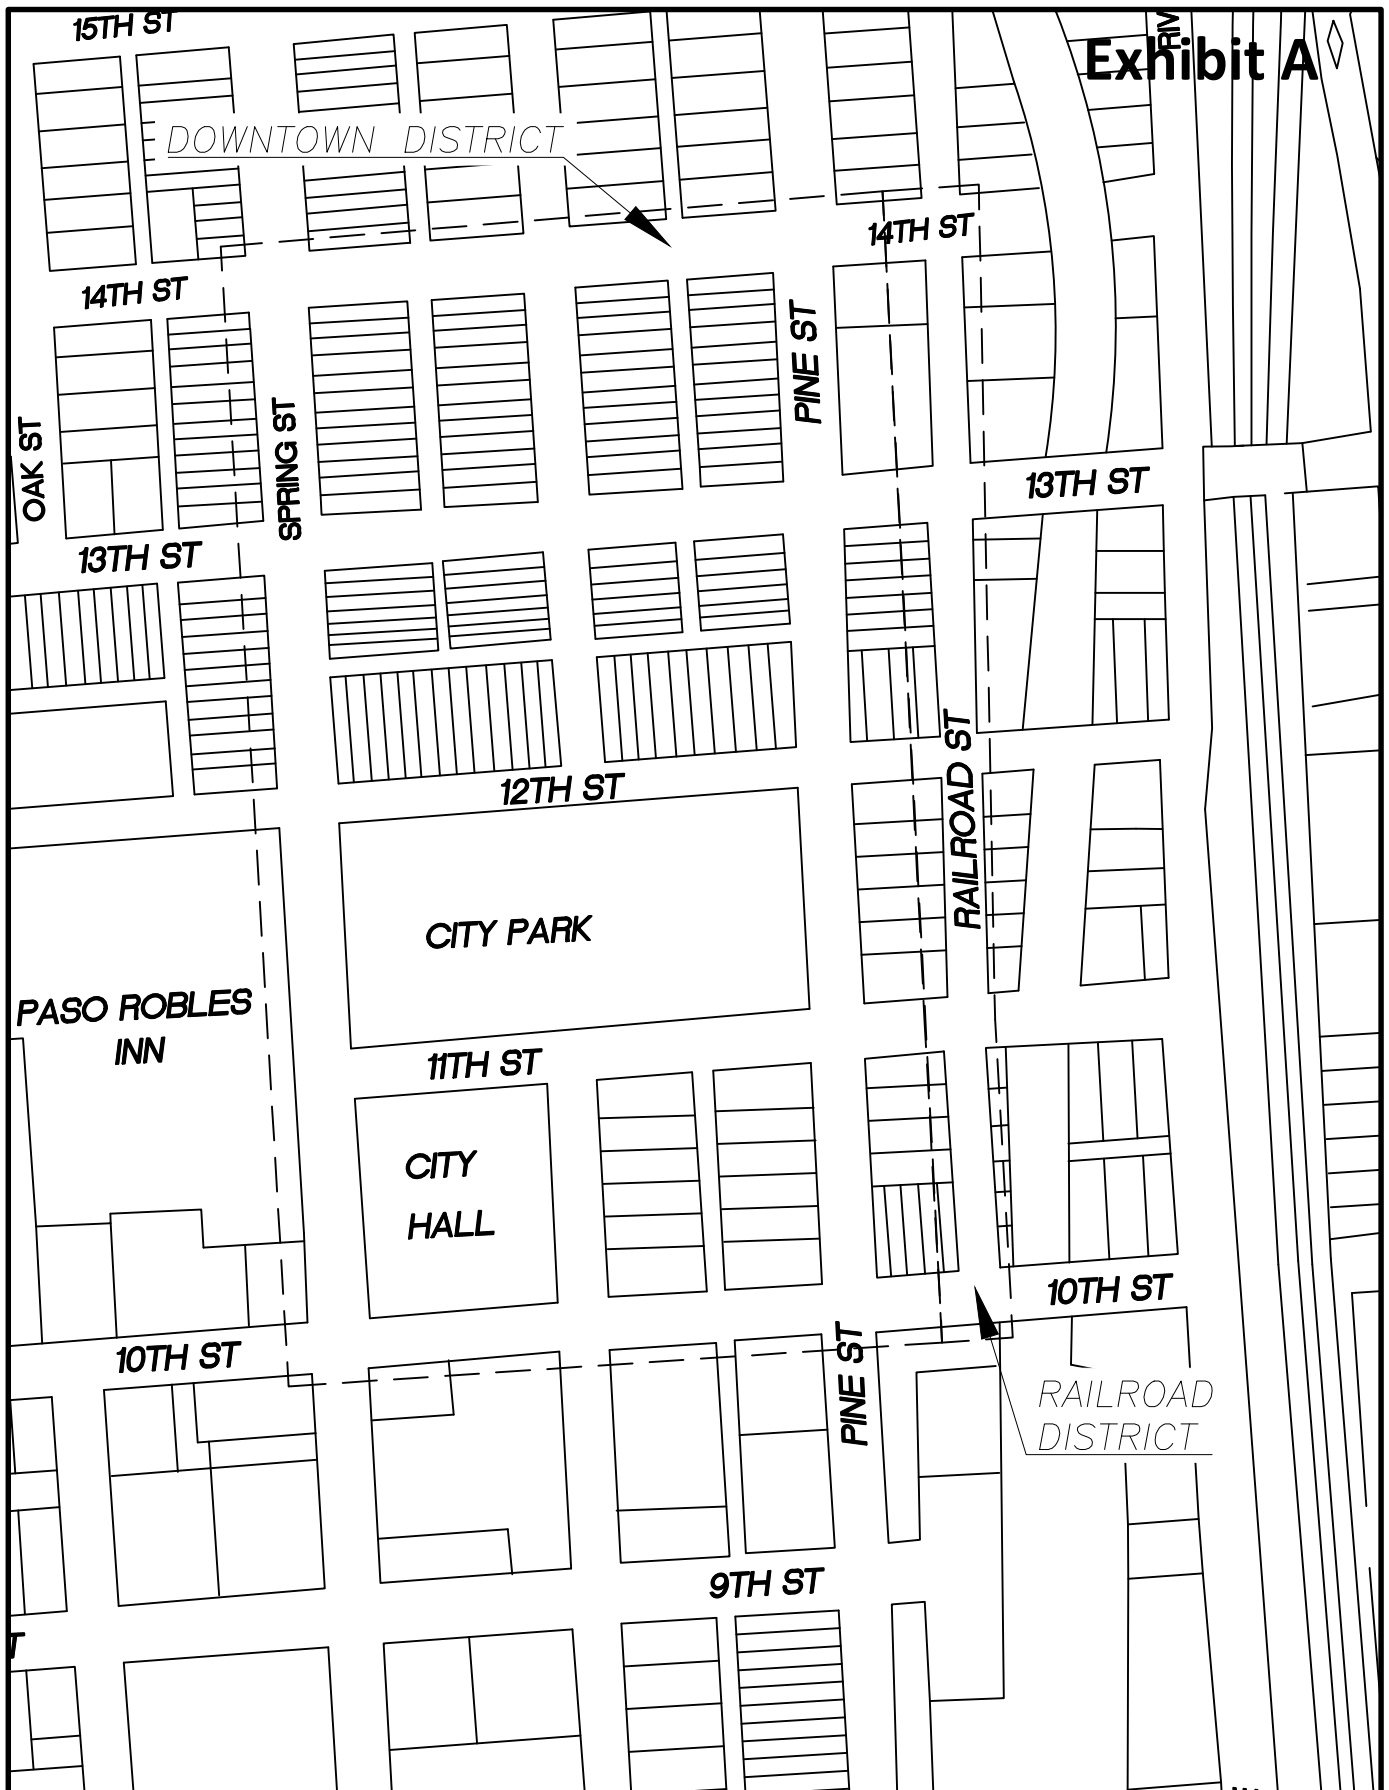 15TH ST
RIV
Exhibit A
DOWNTOWN DISTRICT
14TH ST
14TH ST
PINE ST
OAK ST
SPRING ST
13TH ST
13TH ST
RAILROAD ST
12TH ST
CITY PARK
PASO ROBLES
INN
11TH ST
CITY
HALL
10TH ST
10TH ST
PINE ST
RAILROAD
DISTRICT
9TH ST
T